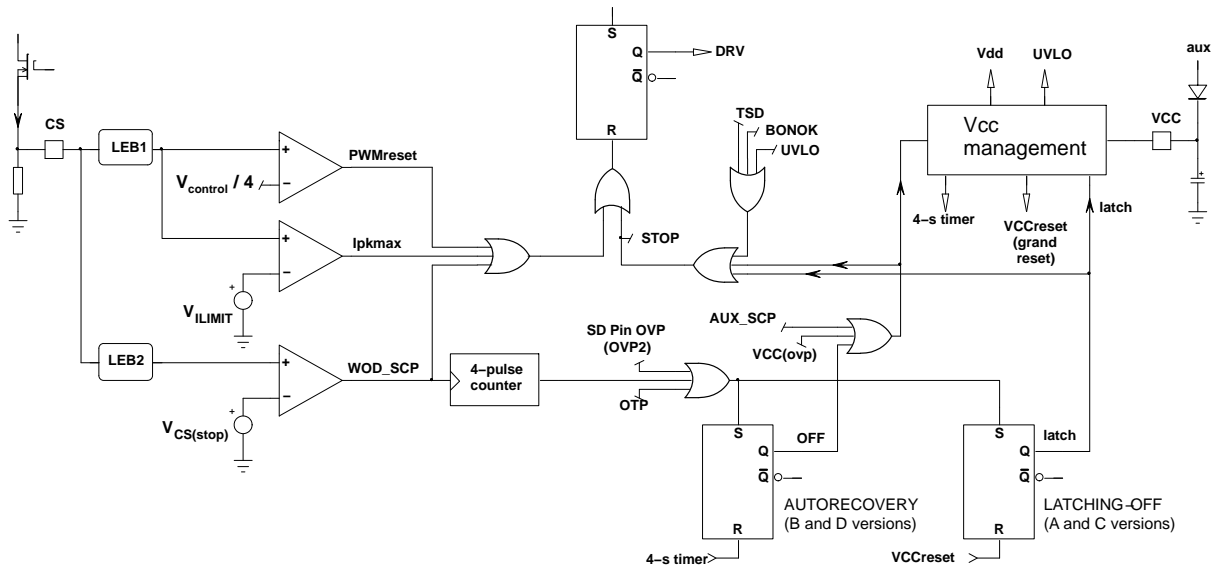 S
Q
DRV
Q
R
aux
Vdd
UVLO
TSD
BONOK
UVLO
CS
LEB1
+
−
PWMreset
Vcontrol / 4
Vcc
management
VCC
+
4−s timer
VCCreset
(grand
reset)
latch
+
−
Ipkmax
STOP
+
VILIMIT
AUX_SCP
VCC(ovp)
SD Pin OVP
(OVP2)
LEB2
+
−
WOD_SCP
4−pulse
counter
OTP
+
VCS(stop)
S
OFF
Q
Q
R
AUTORECOVERY
(B and D versions)
4−s timer
S
latch
Q
Q
R
LATCHING−OFF
(A and C versions)
VCCreset